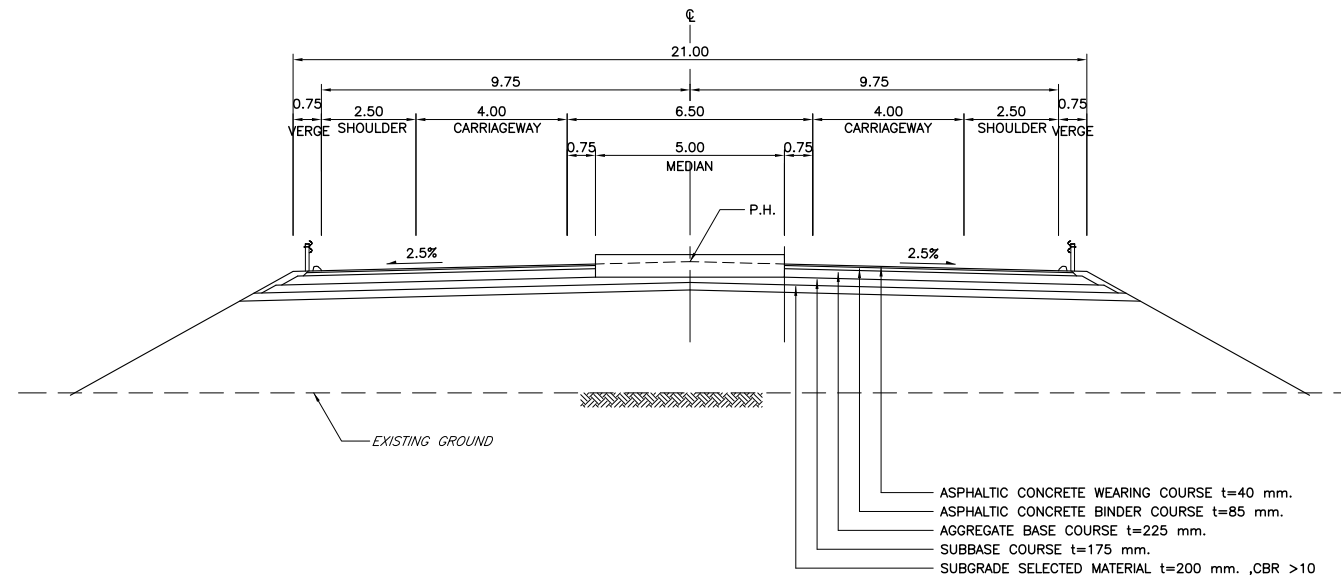 ℄
21.00
9.75 9.75
0.75 2.50 4.00 6.50 4.00 2.50 0.75
VERGE SHOULDER CARRIAGEWAY CARRIAGEWAY SHOULDER VERGE
0.75 5.00 0.75
MEDIAN
P.H.
2.5% 2.5%
EXISTING GROUND
ASPHALTIC CONCRETE WEARING COURSE t=40 mm.
ASPHALTIC CONCRETE BINDER COURSE t=85 mm.
AGGREGATE BASE COURSE t=225 mm.
SUBBASE COURSE t=175 mm.
SUBGRADE SELECTED MATERIAL t=200 mm. ,CBR >10